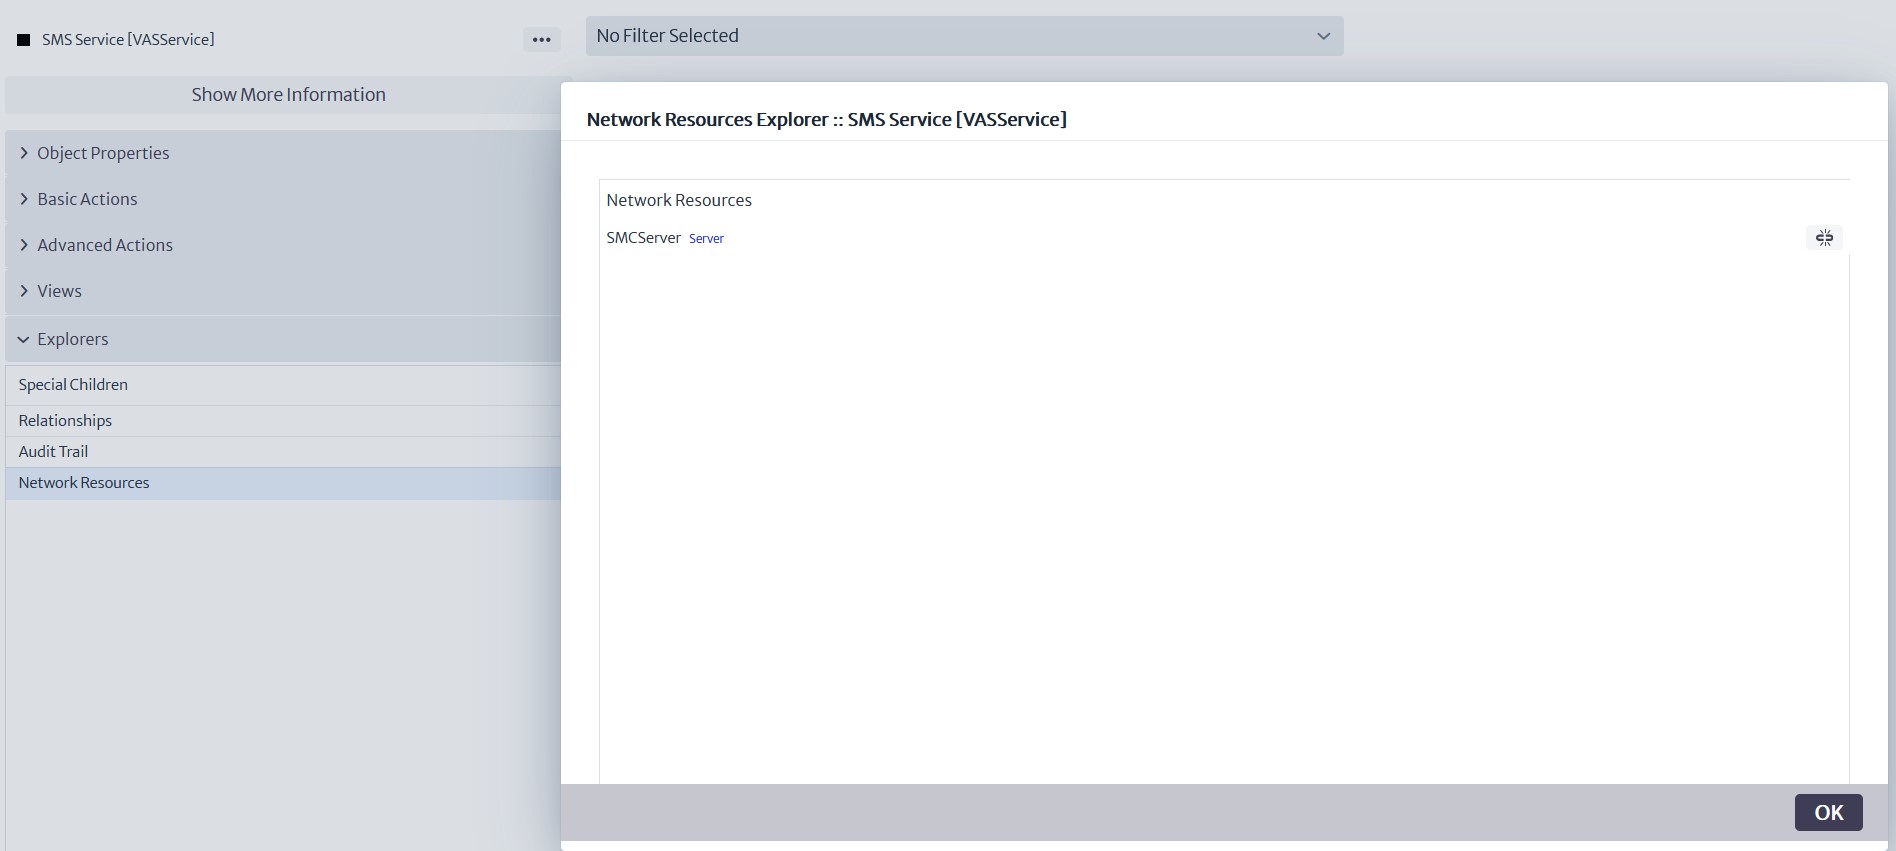 SMS Service [VASService]
No Filter Selected
Show More Information
Object Properties
Basic Actions
Advanced Actions
Views
Explorers
Special Children
Relationships
Audit Trail
Network Resources
Network Resources Explorer :: SMS Service [VASService]
Network Resources
SMCServer Server
OK